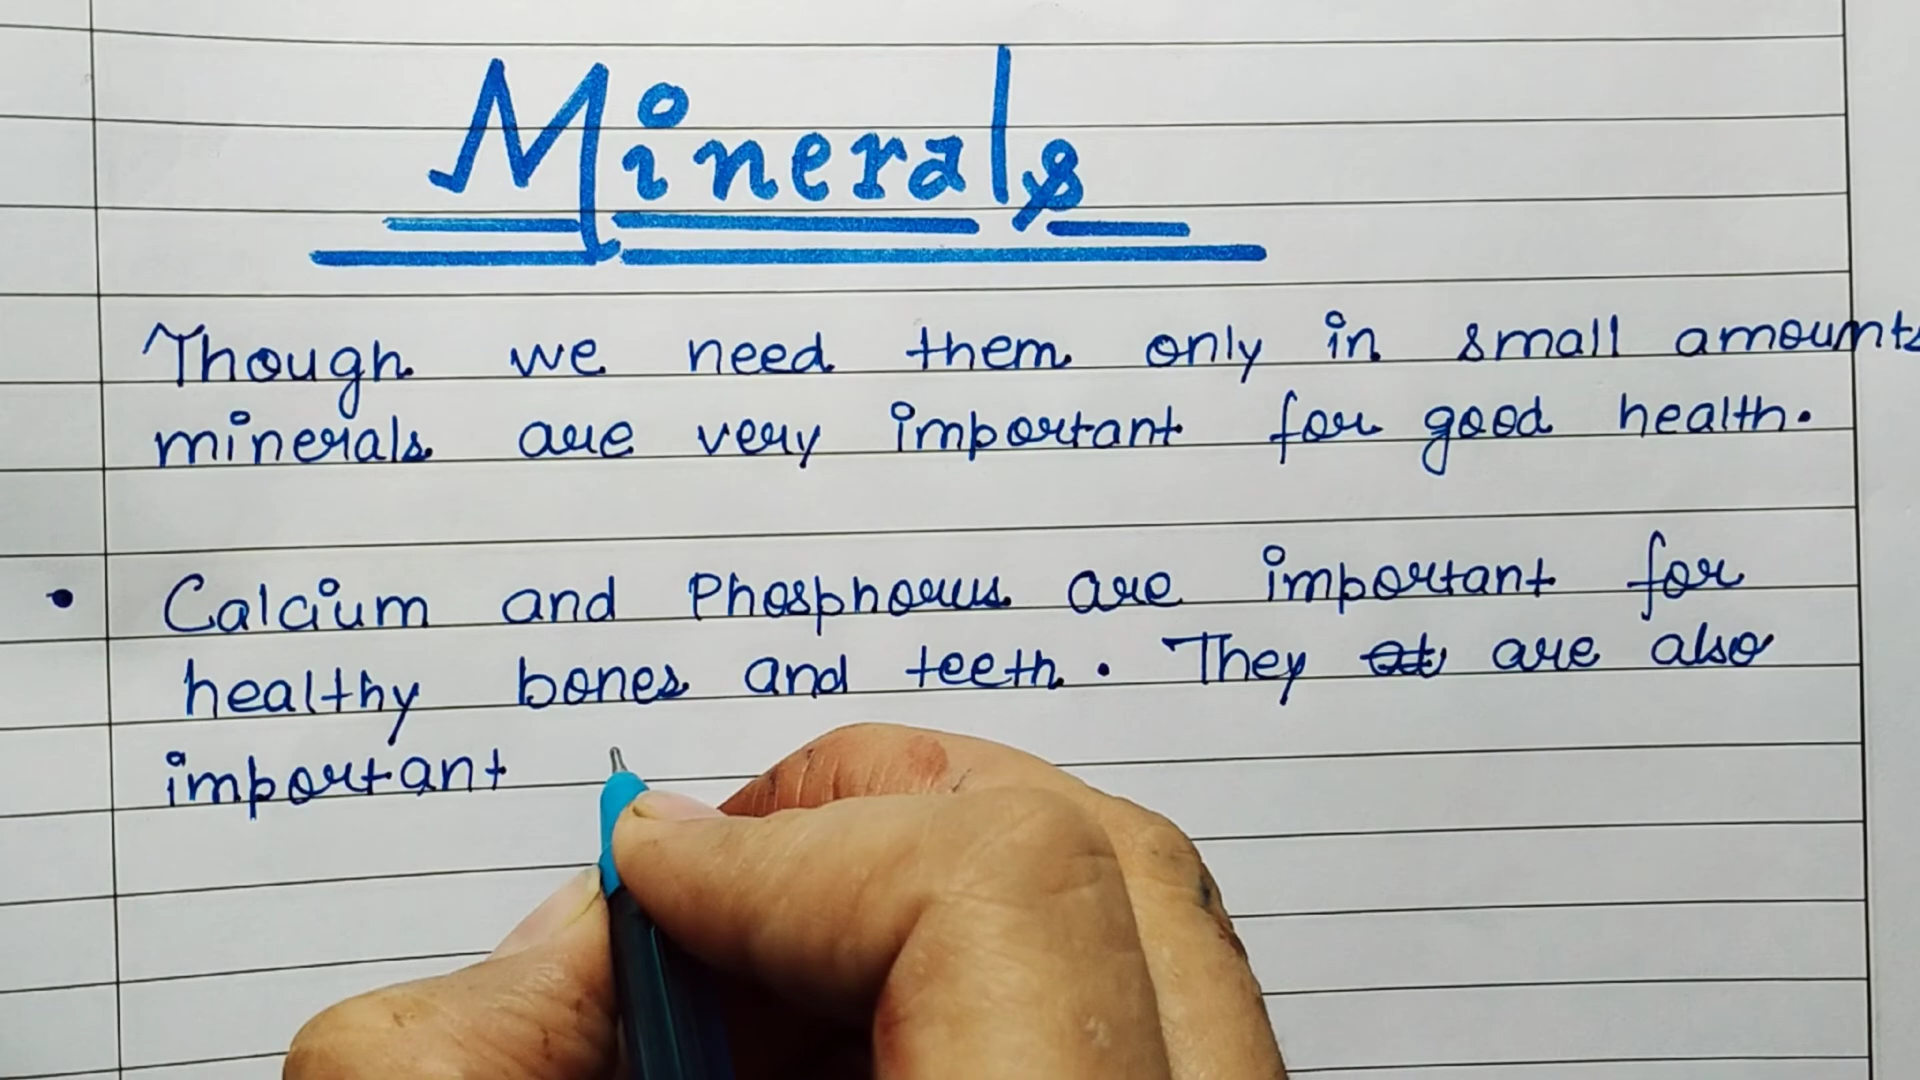 Minerals
Though we need them only in small amounts
minerals are very important for good health.
• Calcium and Phosphorus are important for
healthy bones and teeth. They are also
important